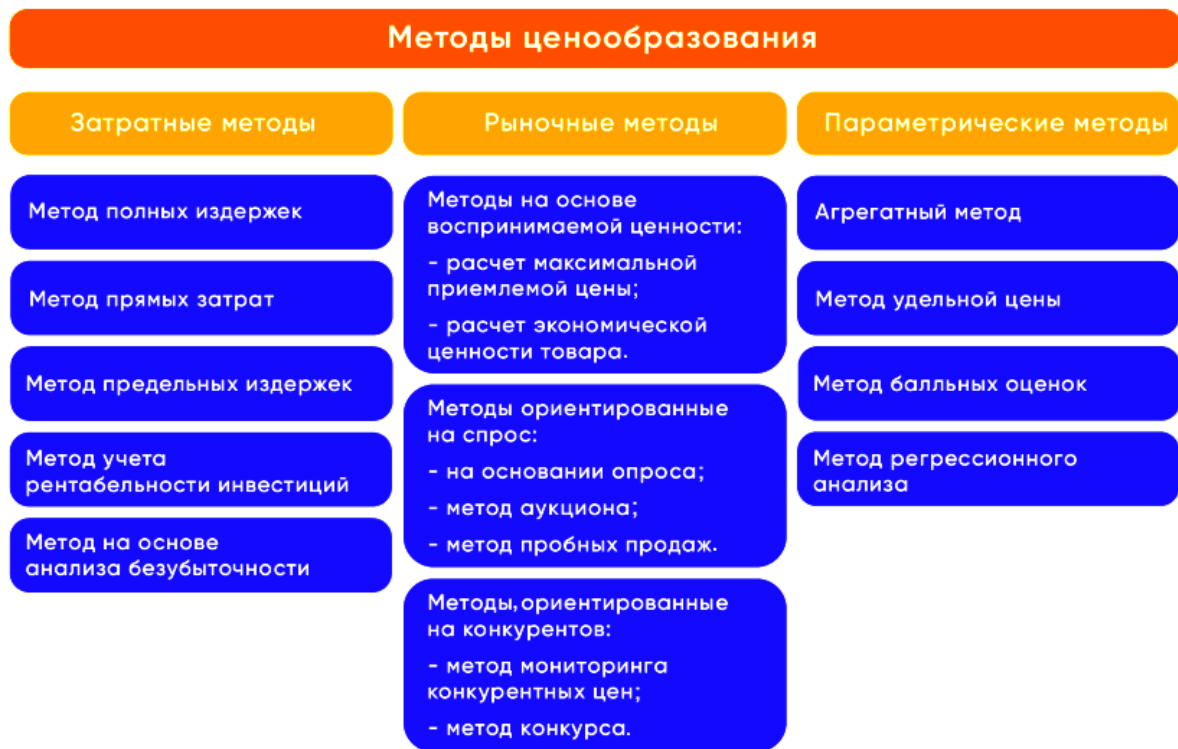 Методы ценообразования
Затратные методы
Метод полных издержек
Метод прямых затрат
Метод предельных издержек
Метод учета
рентабельности инвестиций
Метод на основе
анализа безубыточности
Рыночные методы
Методы на основе
воспринимаемой ценности:
- расчет максимальной
приемлемой цены;
- расчет экономической
ценности товара.
Методы ориентированные
на спрос:
- на основании опроса;
- метод аукциона;
- метод пробных продаж.
Методы, ориентированные
на конкурентов:
- метод мониторинга
конкурентных цен;
- метод конкурса.
Параметрические методы
Агрегатный метод
Метод удельной цены
Метод балльных оценок
Метод регрессионного
анализа